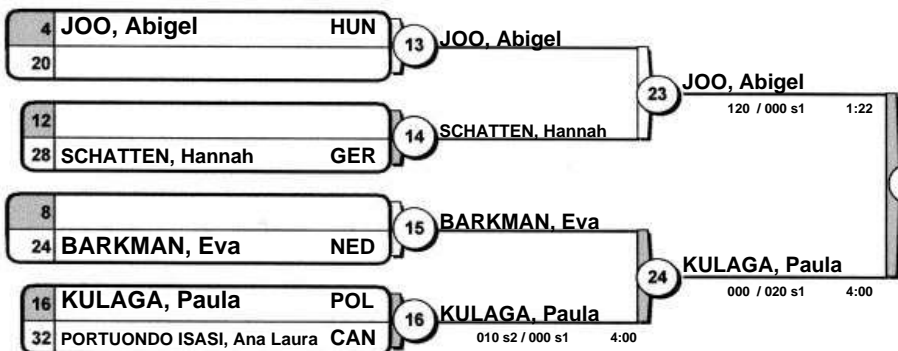 4 JOO, Abigel HUN
20
13 JOO, Abigel
12
28 SCHATTEN, Hannah GER
14 SCHATTEN, Hannah
23 JOO, Abigel
120 / 000 s1 1:22
8
24 BARKMAN, Eva NED
15 BARKMAN, Eva
16 KULAGA, Paula POL
32 PORTUONDO ISASI, Ana Laura CAN
16 KULAGA, Paula
010 s2 / 000 s1 4:00
24 KULAGA, Paula
000 / 020 s1 4:00